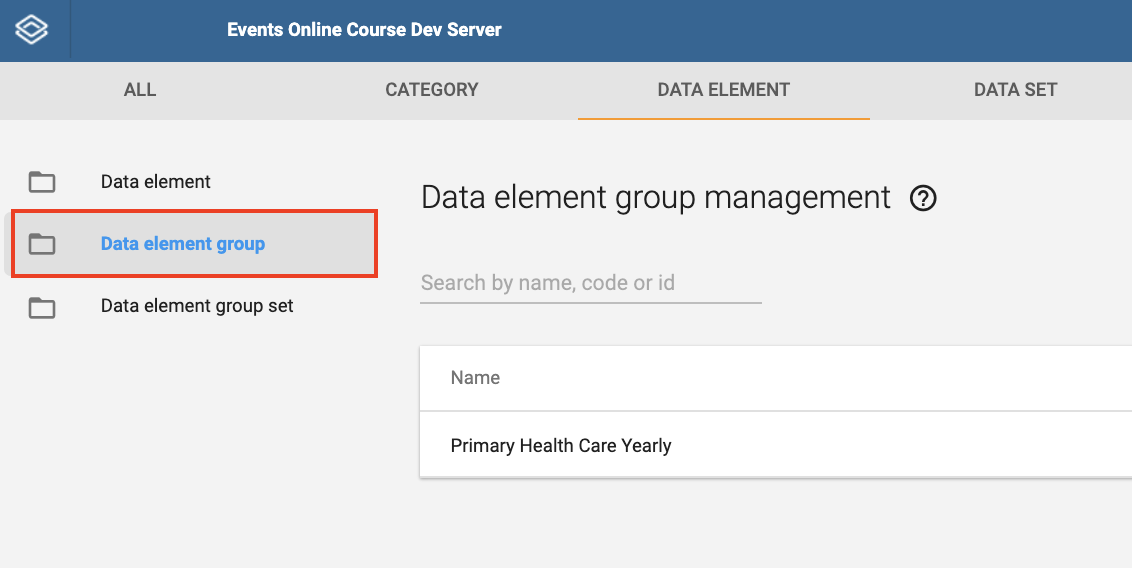 Events Online Course Dev Server
ALL CATEGORY DATA ELEMENT DATA SET
Data element
Data element group
Data element group set
Data element group management ?
Search by name, code or id
Name
Primary Health Care Yearly